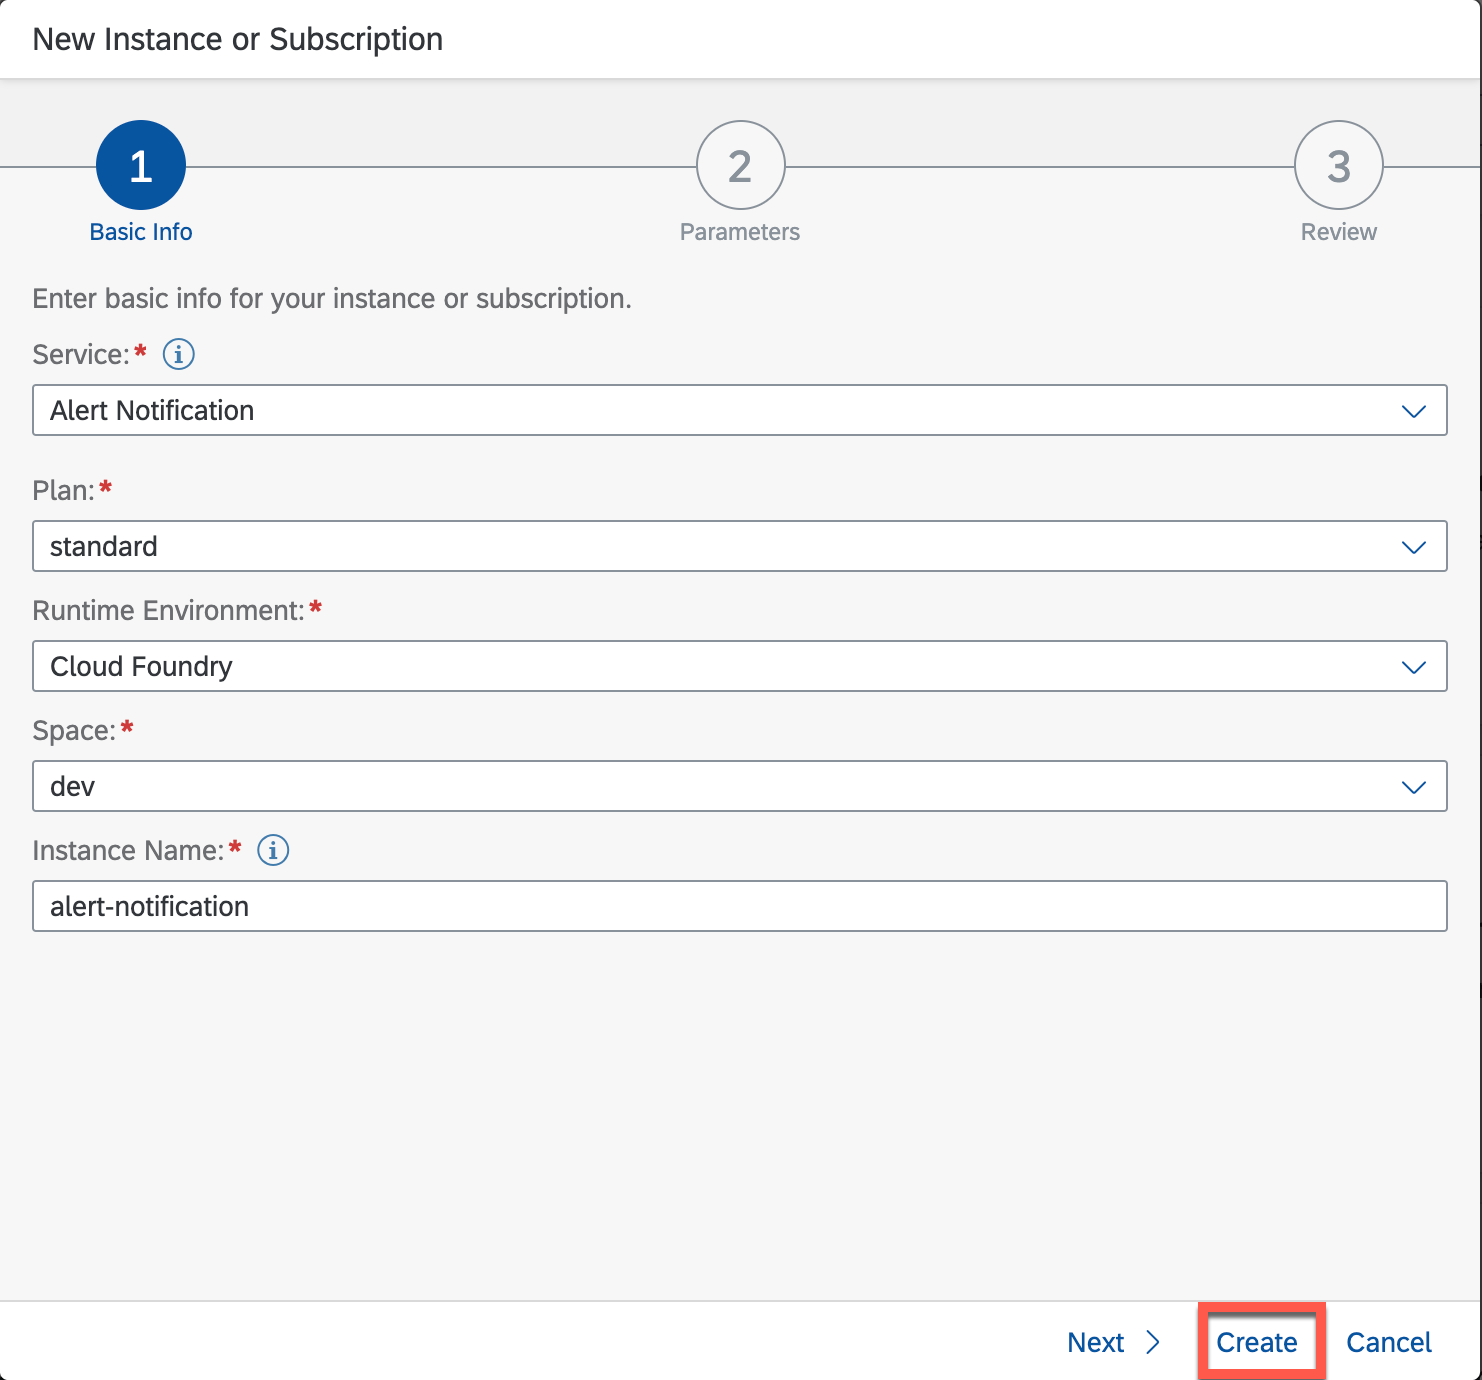 New Instance or Subscription
1
2
3
Basic Info
Parameters
Review
Enter basic info for your instance or subscription.
Service:*
Alert Notification
Plan:*
standard
Runtime Environment:*
Cloud Foundry
Space:*
dev
Instance Name:*
alert-notification
Next
Create
Cancel